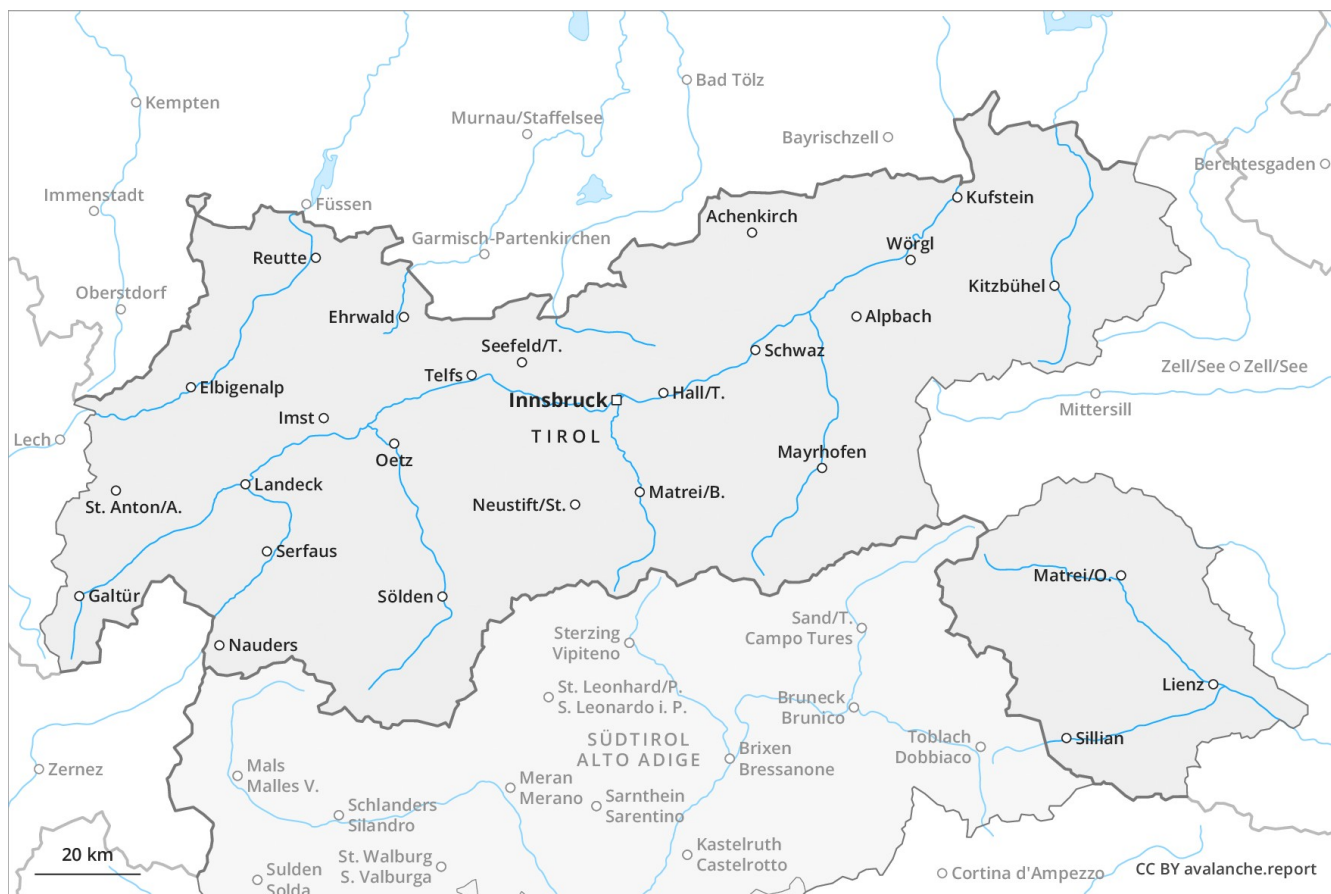 Bad Tölz
Kempten
Murnau/Staffelsee
Bayrischzell
Berchtesgaden
Immenstadt
Füssen
Kufstein
Achenkirch
Garmisch-Partenkirchen
Wörgl
Reutte
Kitzbühel
Oberstdorf
Ehrwald
Alpbach
Seefeld/T.
Schwaz
Zell/See
Zell/See
Telfs
Elbigenalp
Hall/T.
Innsbruck
Mittersill
Imst
TIROL
Lech
Oetz
Mayrhofen
Landeck
St. Anton/A.
Matrei/B.
Neustift/St.
Serfaus
Matrei/O.
Galtür
Sölden
Sand/T.
Campo Tures
Sterzing
Vipiteno
Nauders
Lienz
St. Leonhard/P.
S. Leonardo i. P.
Bruneck
Brunico
SÜDTIROL
ALTO ADIGE
Toblach
Dobbiaco
Sillian
Brixen
Bressanone
Zernez
Mals
Malles V.
Meran
Merano
Sarnthein
Sarentino
Schlanders
Silandro
Kastelruth
Castelrotto
20 km
St. Walburg
S. Valburga
Sulden
Solda
Cortina d'Ampezzo
CC BY avalanche.report